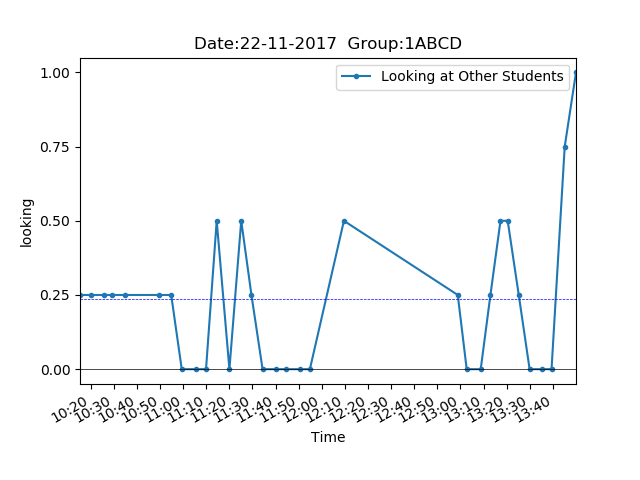 Date:22-11-2017  Group:1ABCD
Looking at Other Students
looking
1.00
0.75
0.50
0.25
0.00
10:20 10:30 10:40 10:50 11:00 11:10 11:20 11:30 11:40 11:50 12:00 12:10 12:20 12:30 12:40 12:50 13:00 13:10 13:20 13:30 13:40
Time